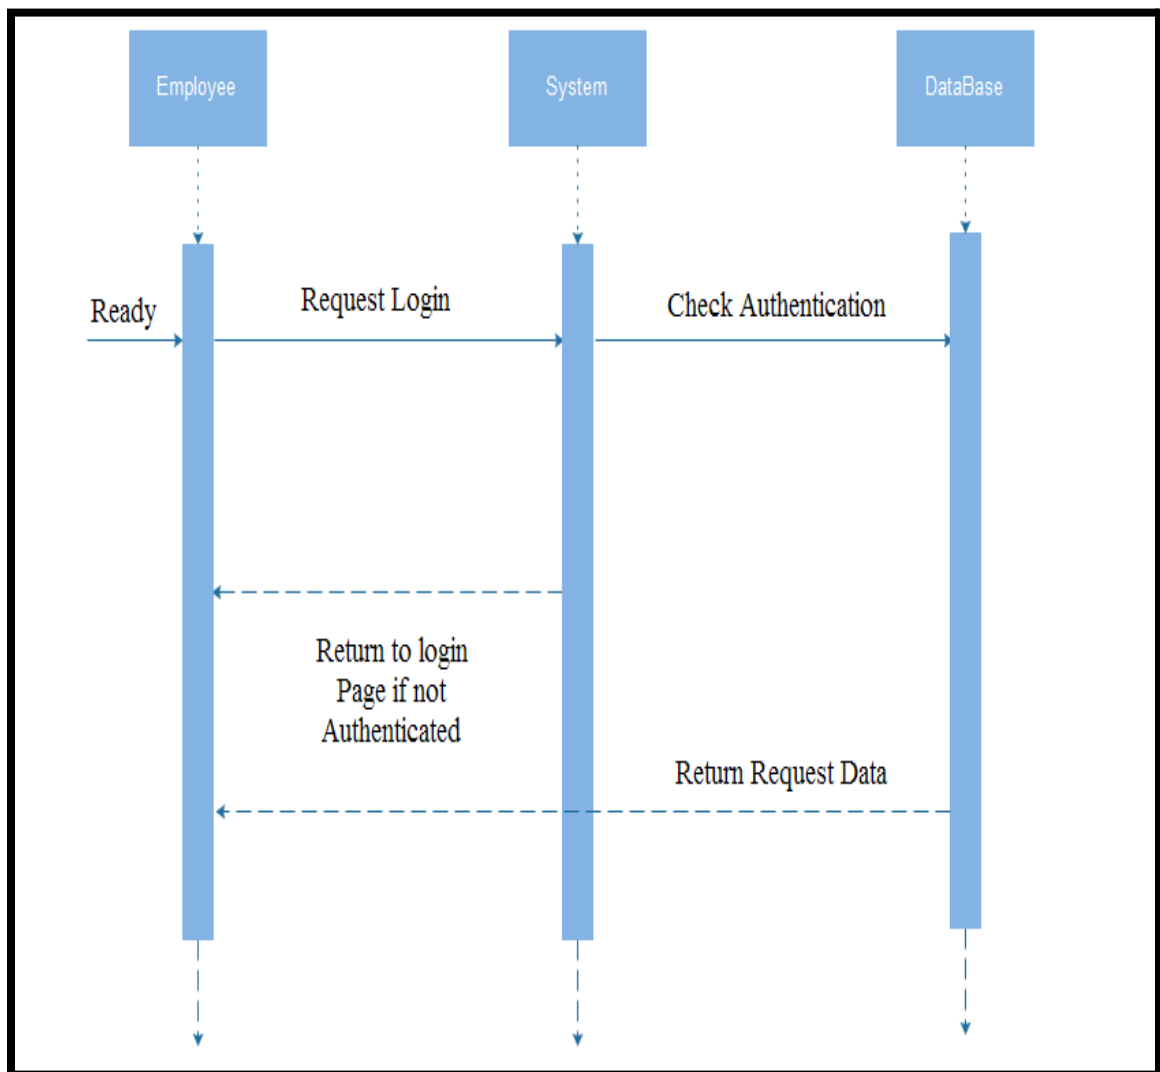 Employee
System
DataBase
Ready
Request Login
Check Authentication
Return to login
Page if not
Authenticated
Return Request Data